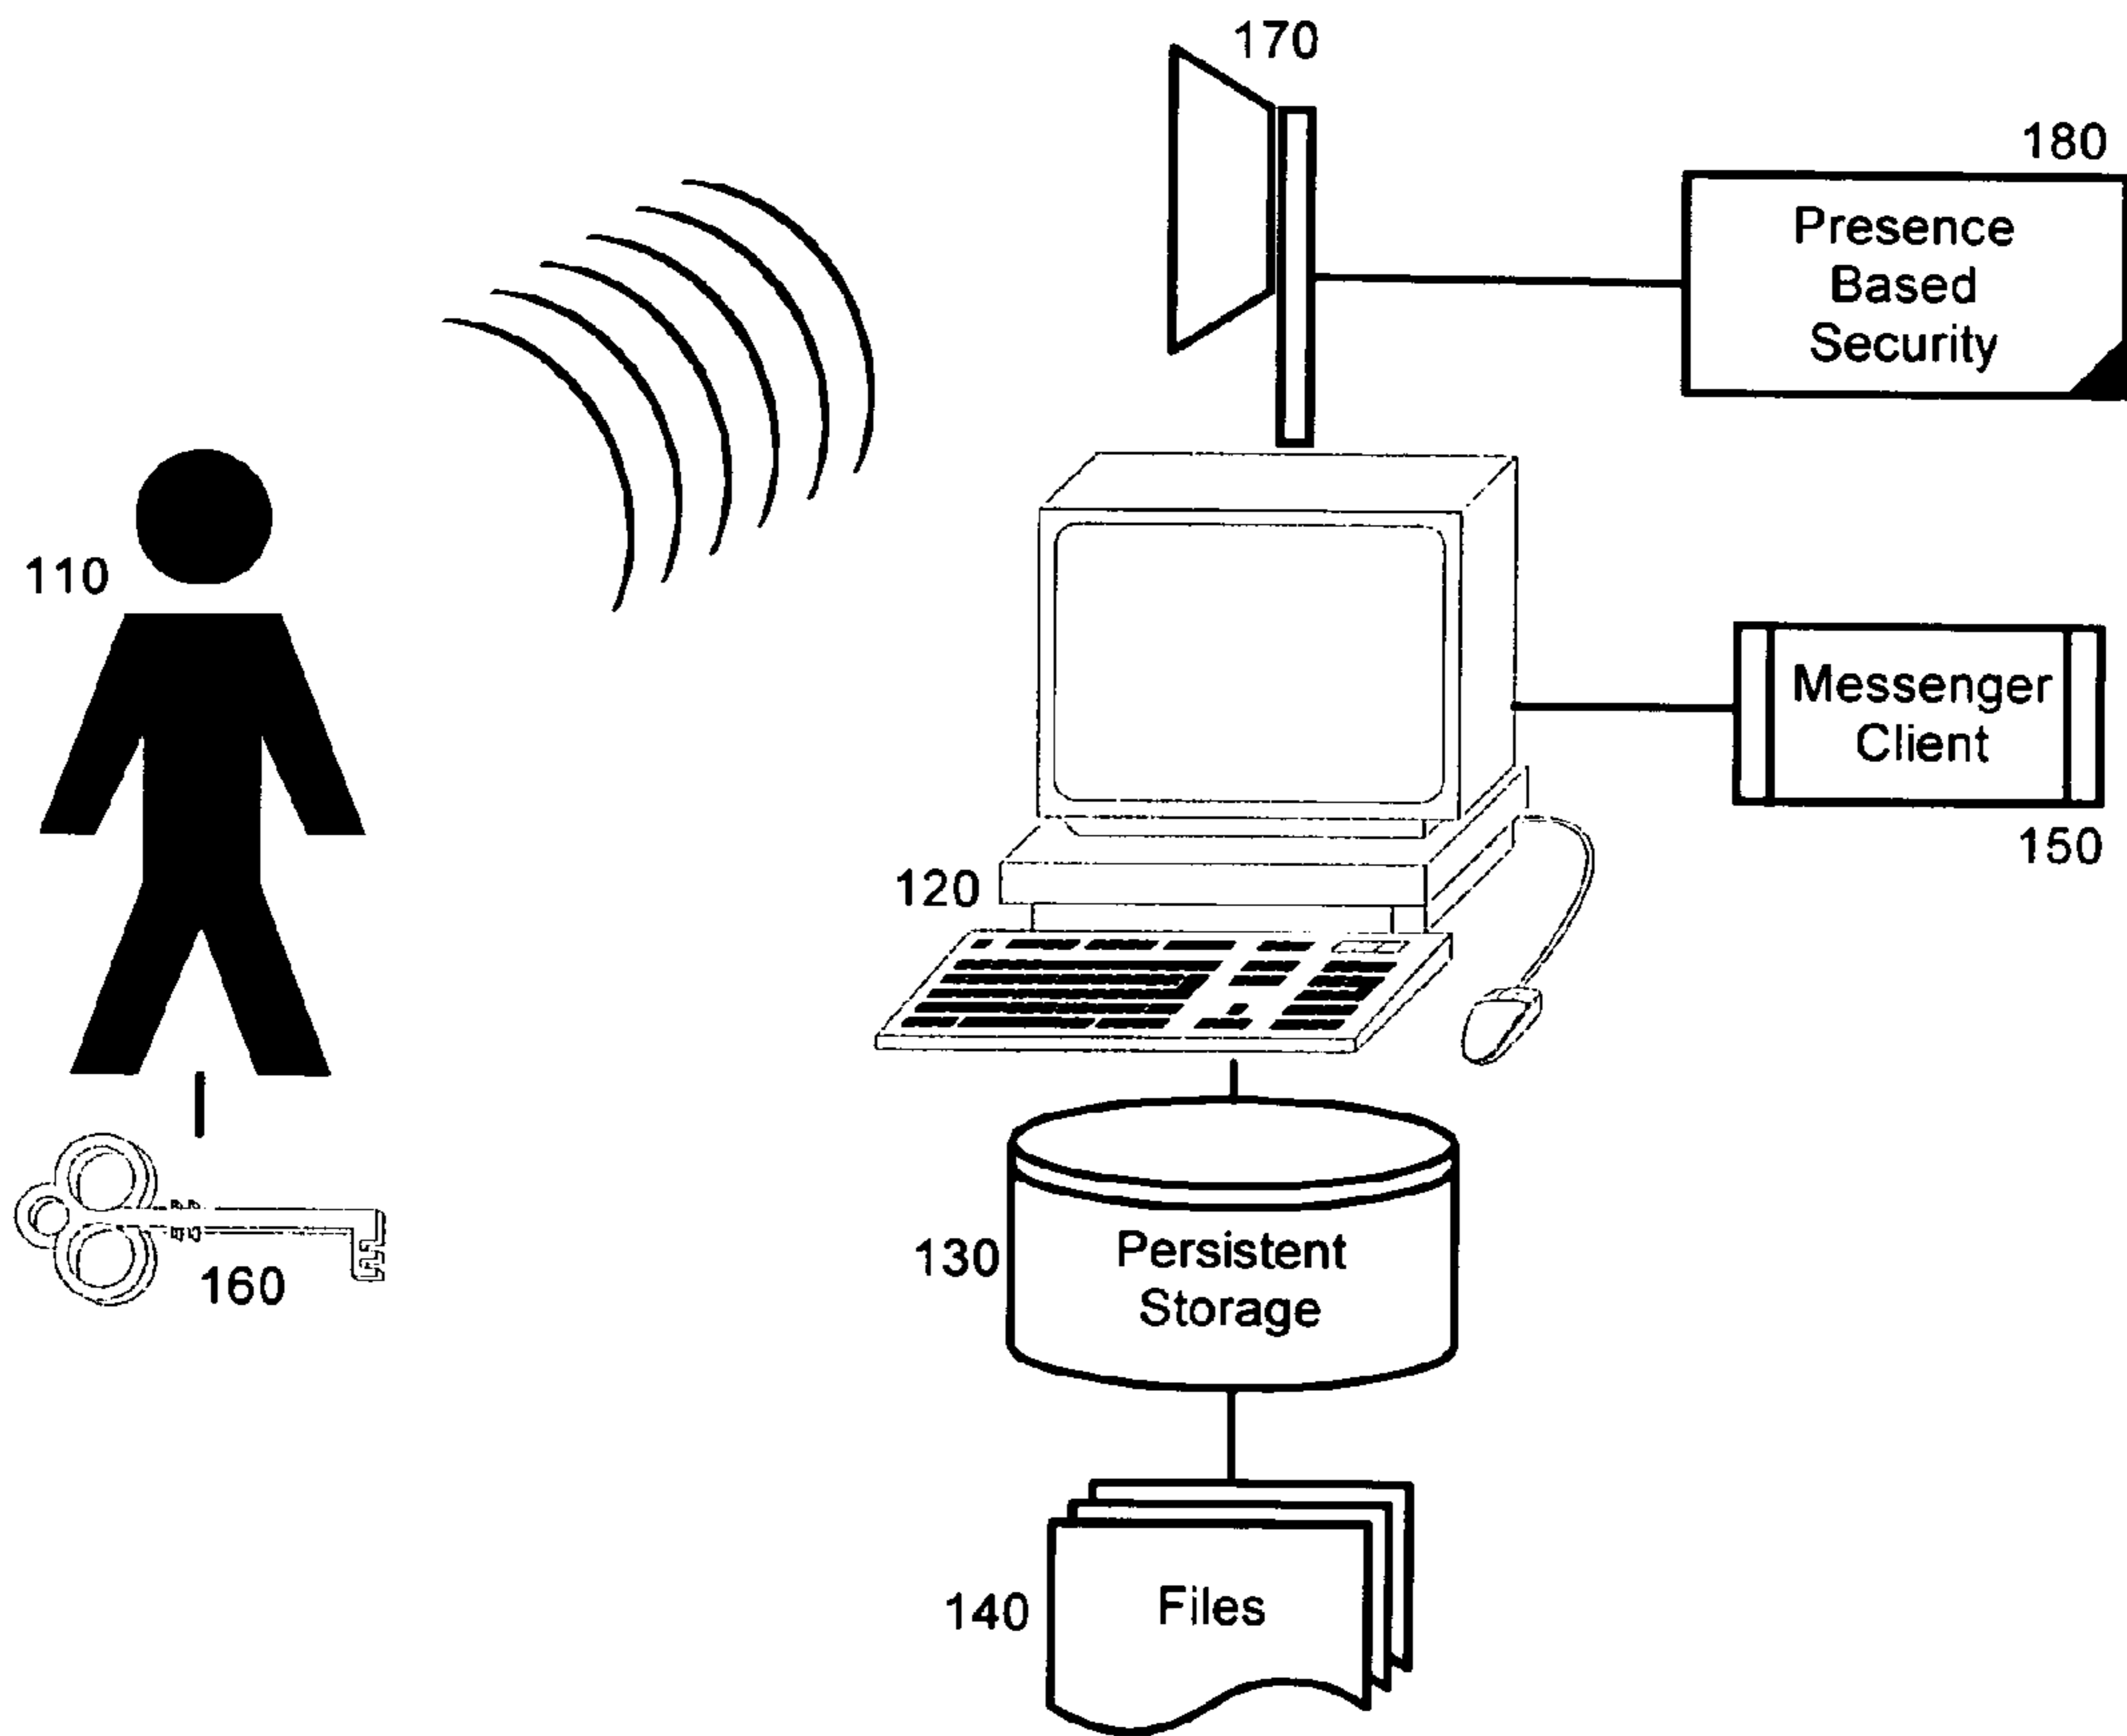 170
180
Presence
Based
Security
110
Messenger
Client
150
120
130
Persistent
Storage
160
140
Files